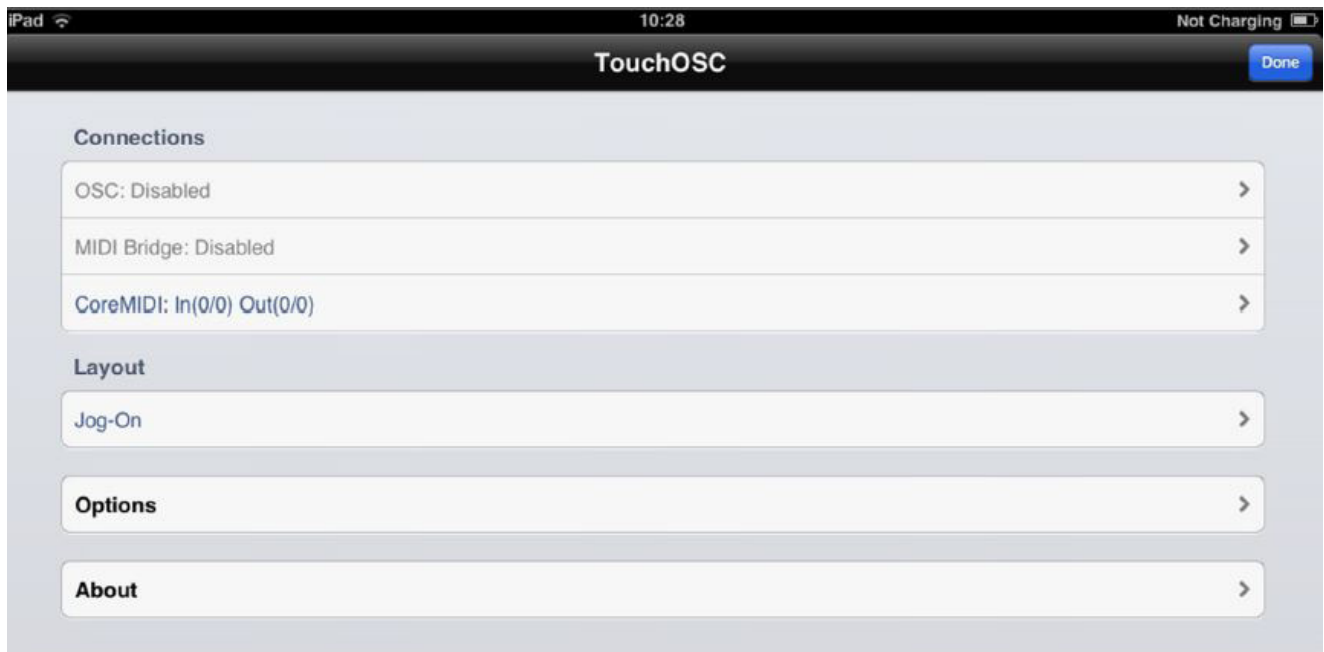 iPad 10:28 Not Charging
TouchOSC Done
Connections
OSC: Disabled
MIDI Bridge: Disabled
CoreMIDI: In(0/0) Out(0/0)
Layout
Jog-On
Options
About